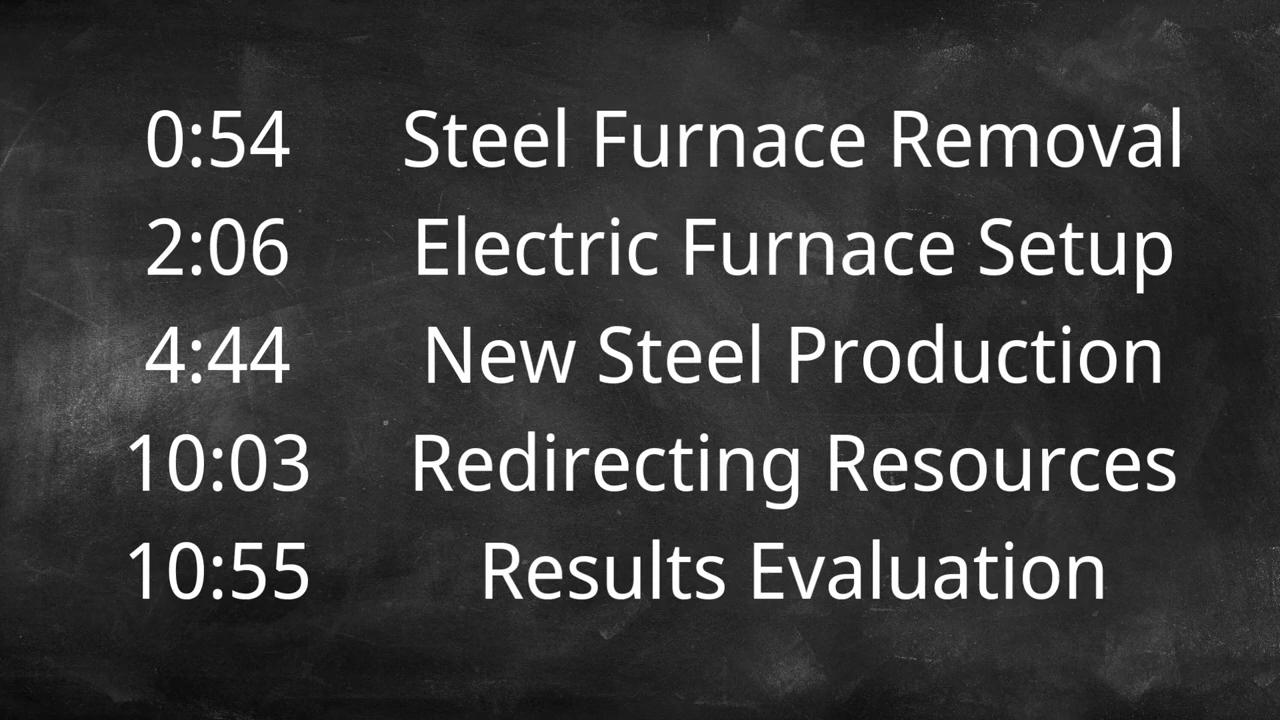 0:54 Steel Furnace Removal
2:06 Electric Furnace Setup
4:44 New Steel Production
10:03 Redirecting Resources
10:55 Results Evaluation